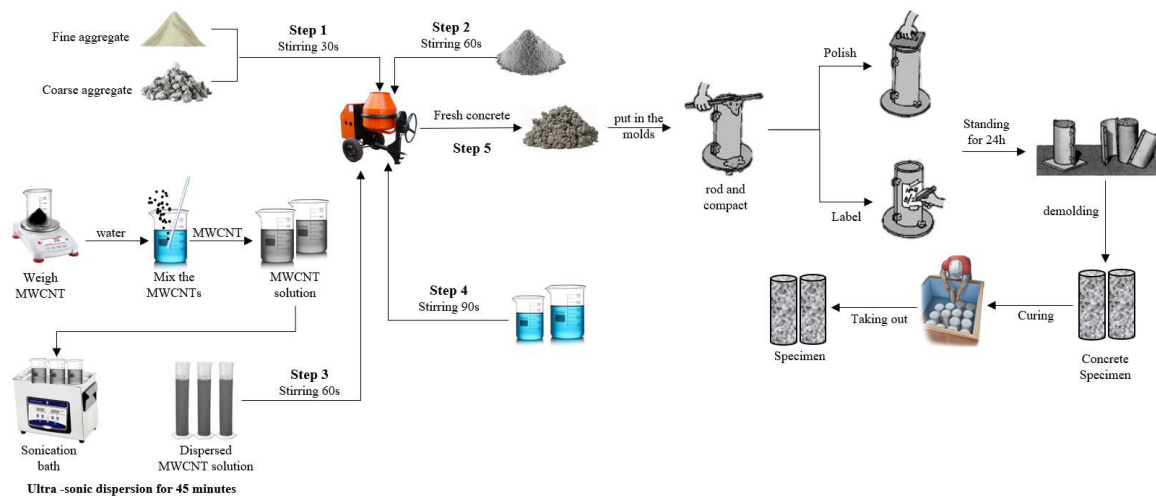 Fine aggregate
Coarse aggregate
Step 1
Stirring 30s
Step 2
Stirring 60s
Fresh concrete
Step 5
put in the
molds
rod and
compact
Polish
Label
Standing
for 24h
demolding
Weigh
MWCNT
water
Mix the
MWCNTs
MWCNT
MWCNT
solution
Step 4
Stirring 90s
Step 3
Stirring 60s
Sonication
bath
Dispersed
MWCNT solution
Ultra -sonic dispersion for 45 minutes
Specimen
Taking out
Curing
Concrete
Specimen